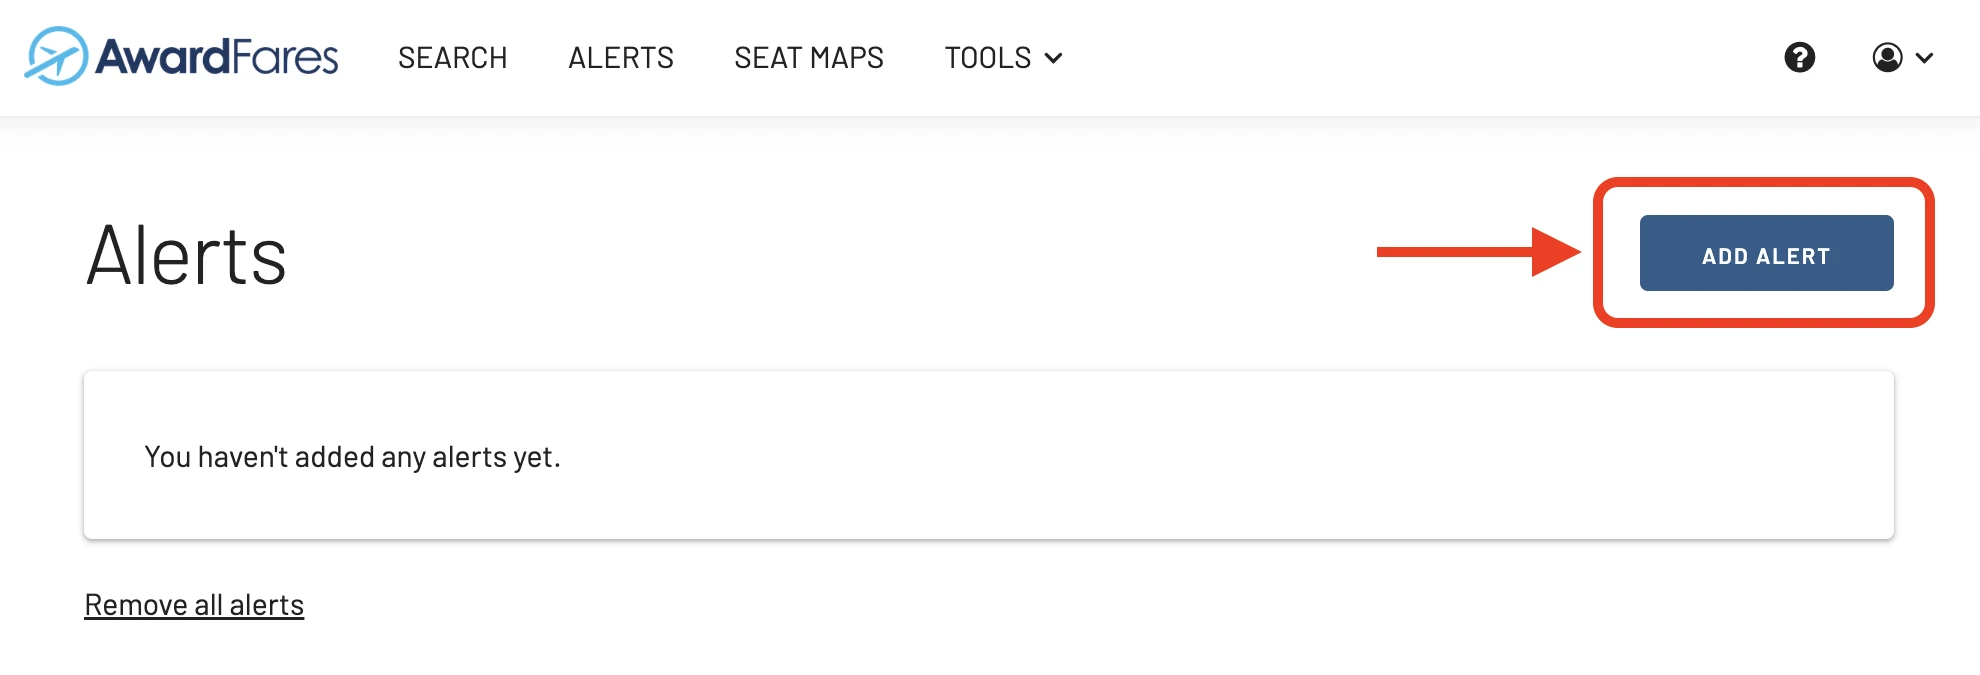 AwardFares SEARCH ALERTS SEAT MAPS TOOLS
Alerts
ADD ALERT
You haven't added any alerts yet.
Remove all alerts